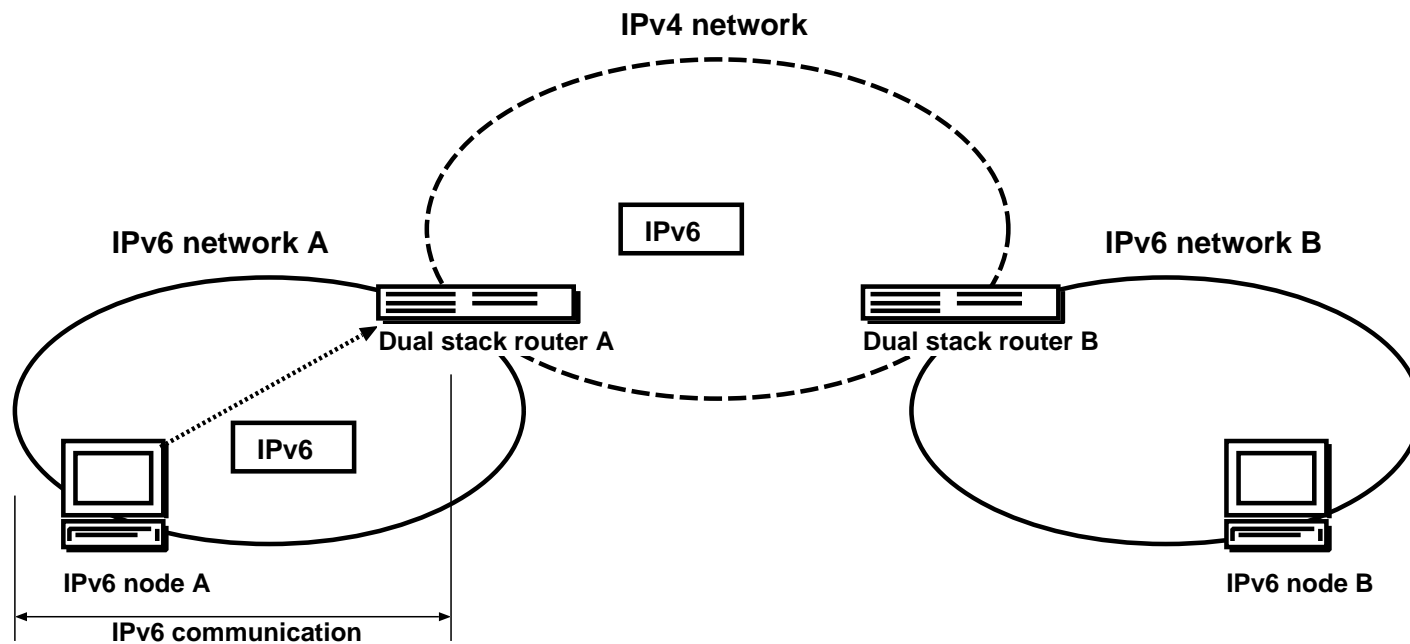 IPv4 network
IPv6
IPv6 network A
IPv6 network B
Dual stack router A
Dual stack router B
IPv6
IPv6 node A
IPv6 node B
IPv6 communication